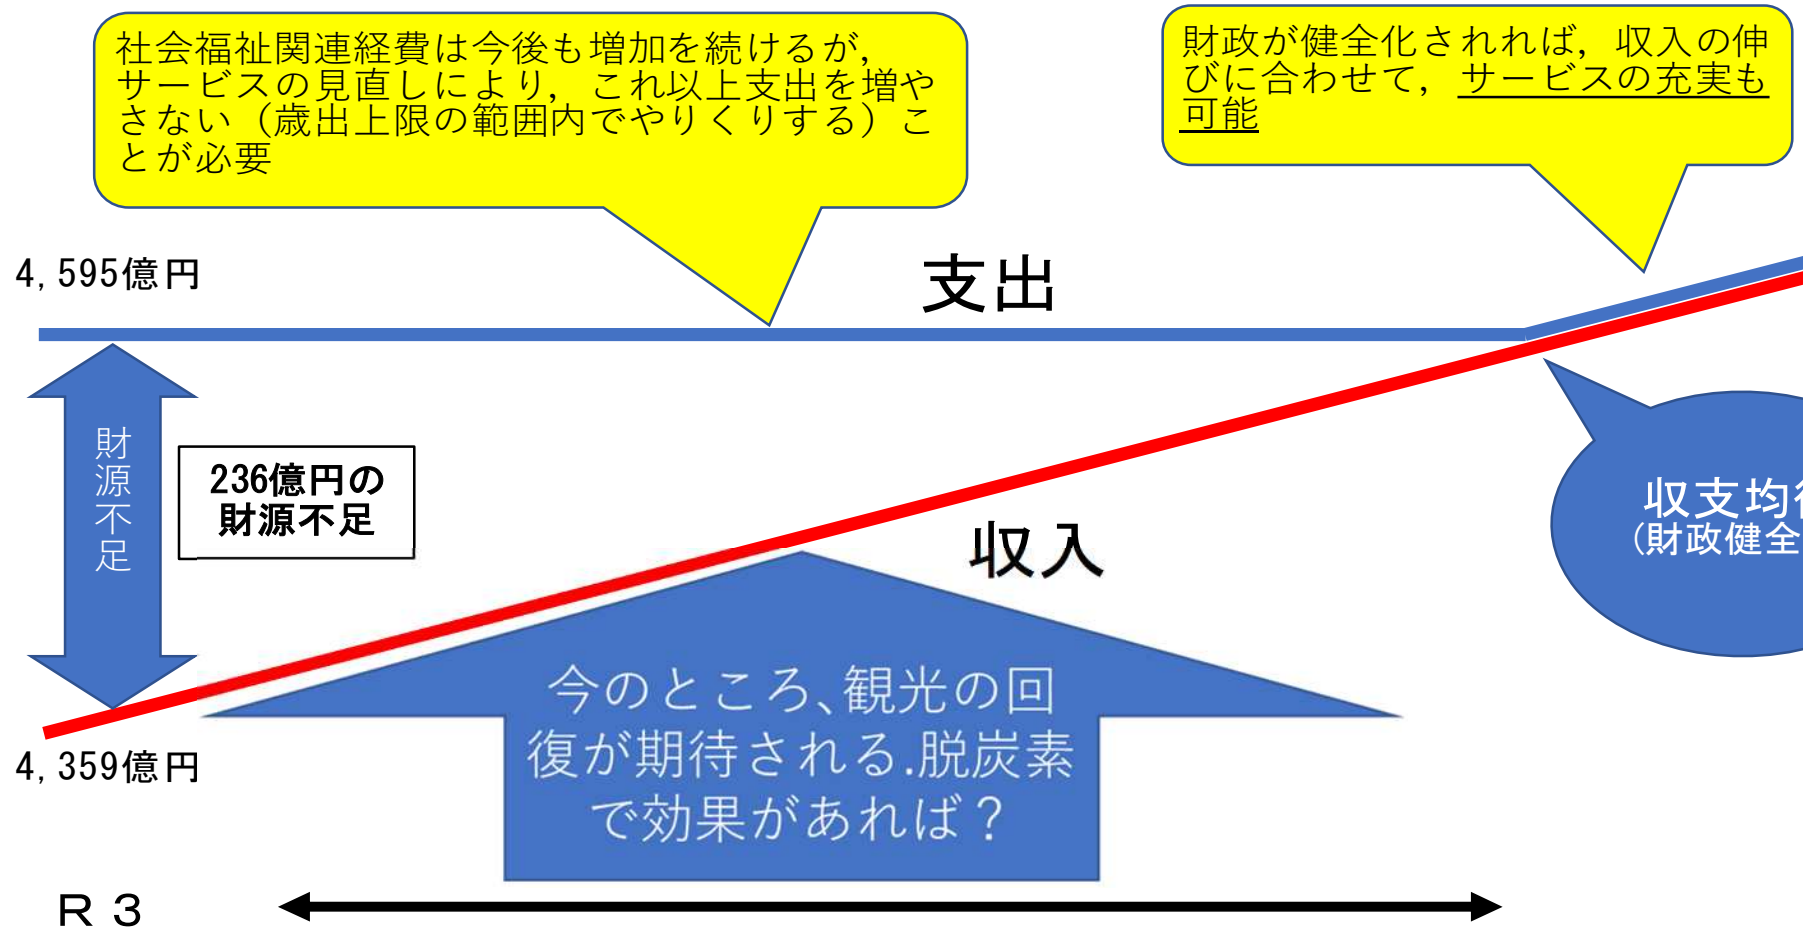 社会福祉関連経費は今後も増加を続けるが，
サービスの見直しにより，これ以上支出を増や
さない（歳出上限の範囲内でやりくりする）こ
とが必要
財政が健全化されれば，収入の伸
びに合わせて，サービスの充実も
可能
4,595億円
支出
財源不足
236億円の
財源不足
収入
収支均
(財政健全
今のところ、観光の回
復が期待される.脱炭素
で効果があれば？
4,359億円
Ｒ３